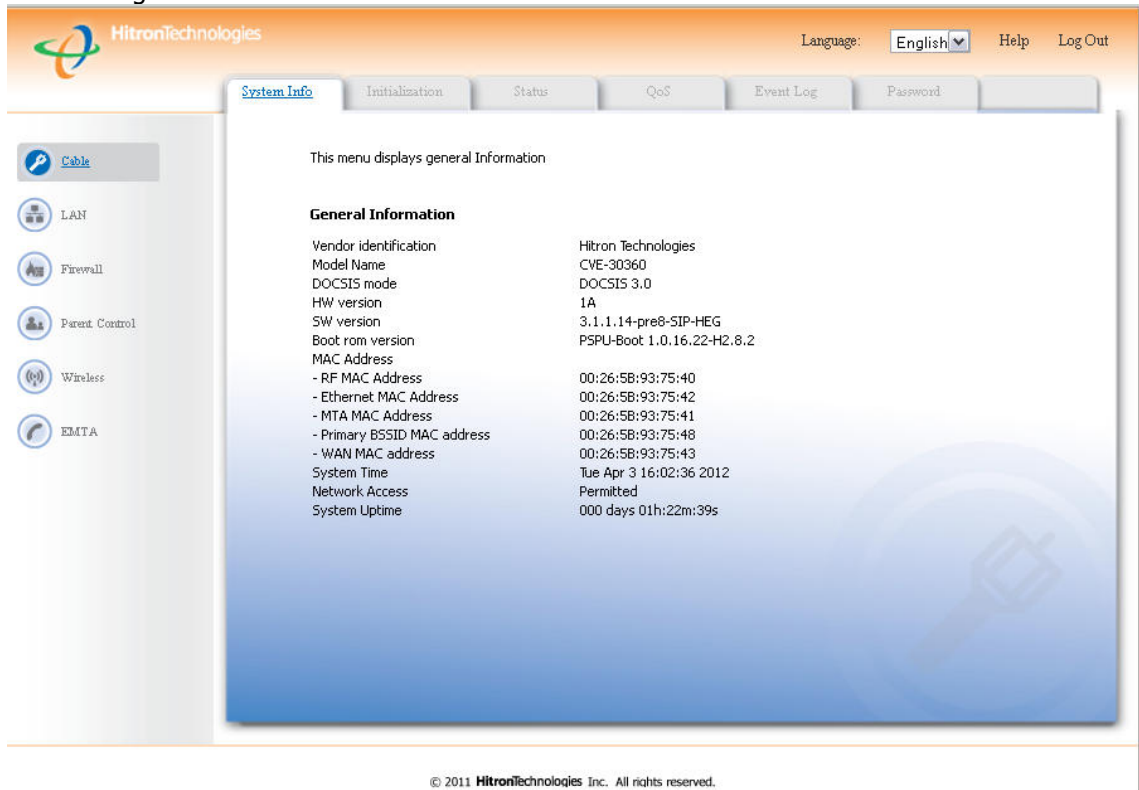 HitronTechnologies
Language: English Help Log Out
System Info Initialization Status QoS Event Log Password
Cable
LAN
Firewall
Parent Control
Wireless
EMTA
This menu displays general Information
General Information
Vendor identification Hitron Technologies
Model Name CVE-30360
DOCSIS mode DOCSIS 3.0
HW version 1A
SW version 3.1.1.14-pre8-SIP-HEG
Boot rom version PSPU-Boot 1.0.16.22-H2.8.2
MAC Address
- RF MAC Address 00:26:5B:93:75:40
- Ethernet MAC Address 00:26:5B:93:75:42
- MTA MAC Address 00:26:5B:93:75:41
- Primary BSSID MAC address 00:26:5B:93:75:48
- WAN MAC address 00:26:5B:93:75:43
System Time Tue Apr 3 16:02:36 2012
Network Access Permitted
System Uptime 000 days 01h:22m:39s
© 2011 HitronTechnologies Inc. All rights reserved.